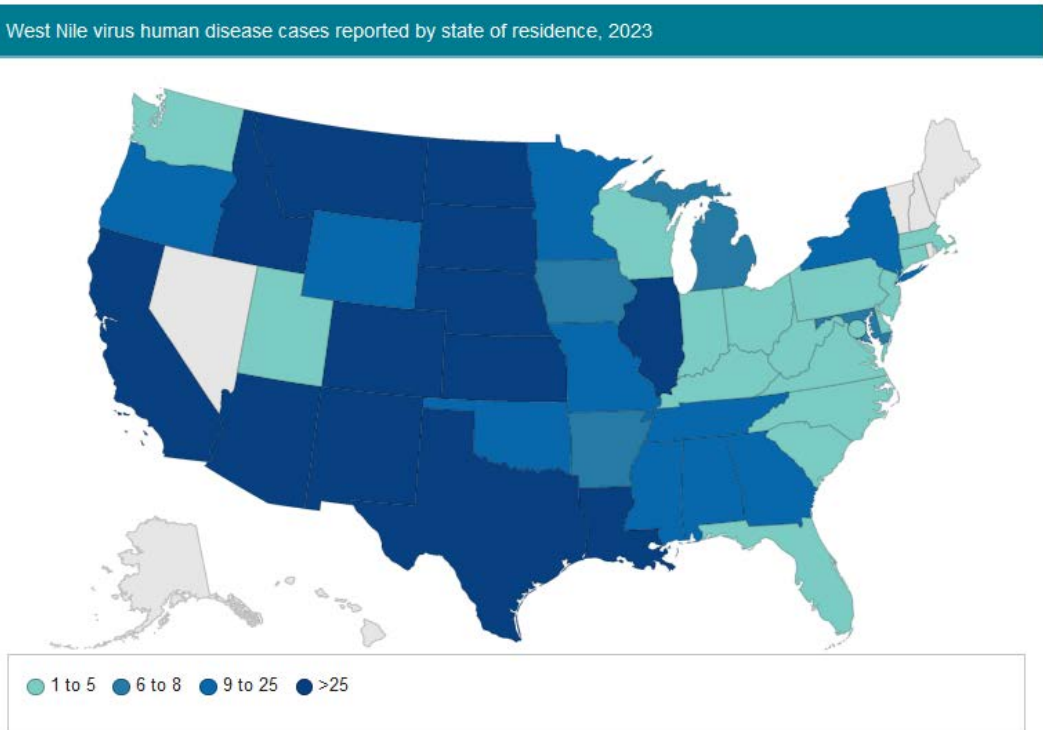 West Nile virus human disease cases reported by state of residence, 2023
1 to 5 6 to 8 9 to 25 >25